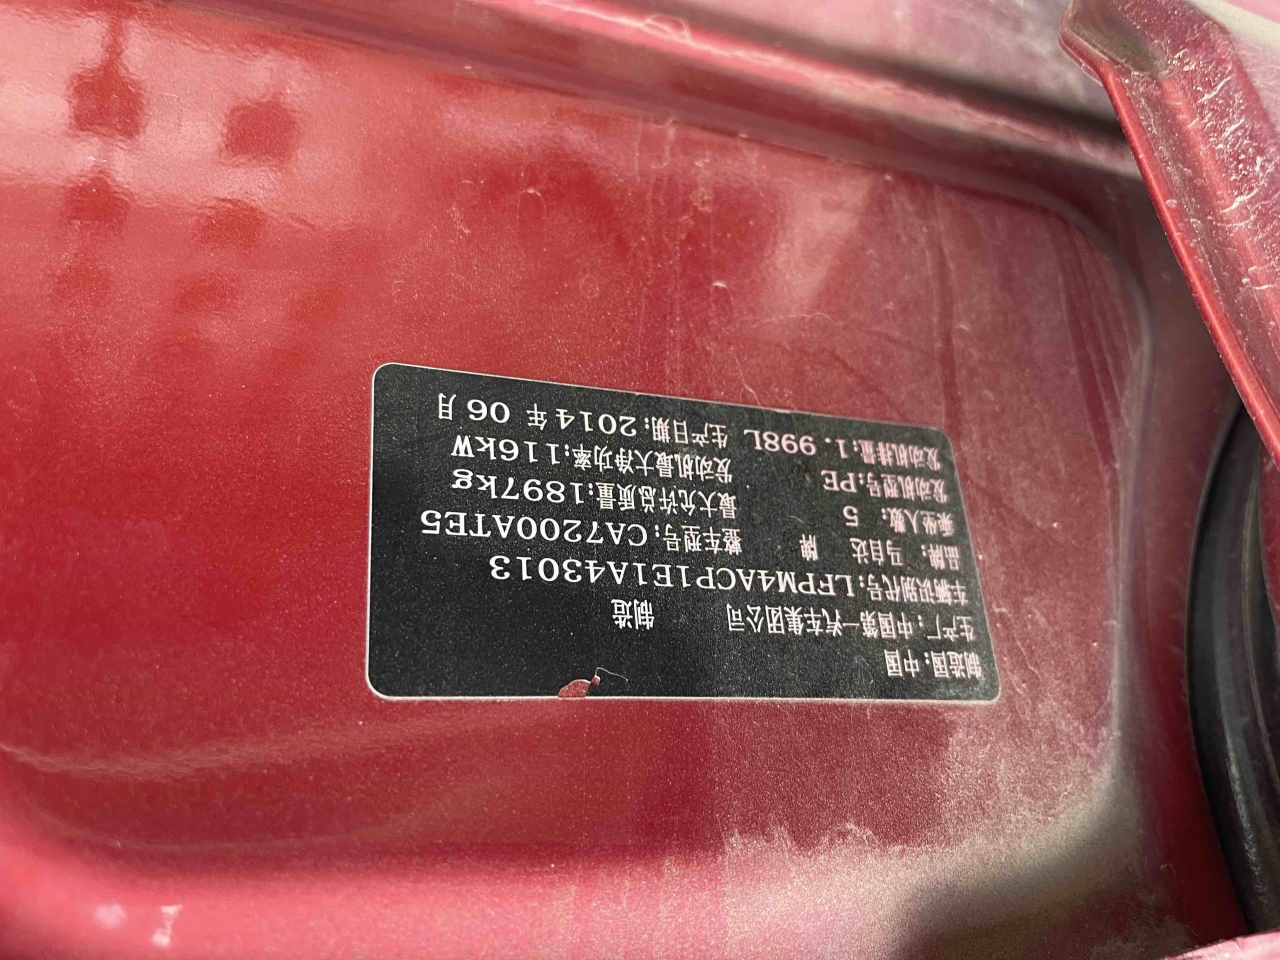 制造国:中国
生产厂:中国第一汽车集团公司 制造
车辆识别代号:LFPM4ACP1E1A43013
品牌: 马自达 牌 整车型号:CA7200ATE5
乘坐人数: 5 最大允许总质量:1897kg
发动机型号:PE 发动机最大净功率:116kW
发动机排量:1.998L 生产日期:2014年 06月